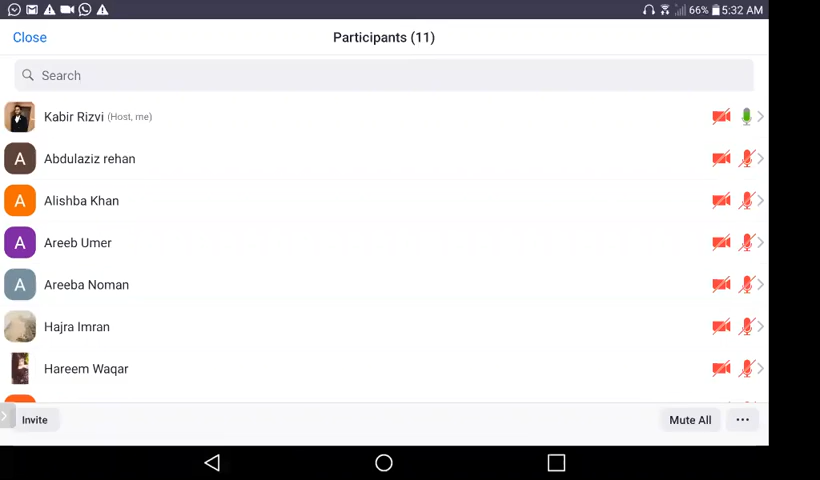 66% 5:32 AM
Close Participants (11)
Search
Kabir Rizvi (Host, me)
A Abdulaziz rehan
A Alishba Khan
A Areeb Umer
A Areeba Noman
Hajra Imran
Hareem Waqar
Invite Mute All ...